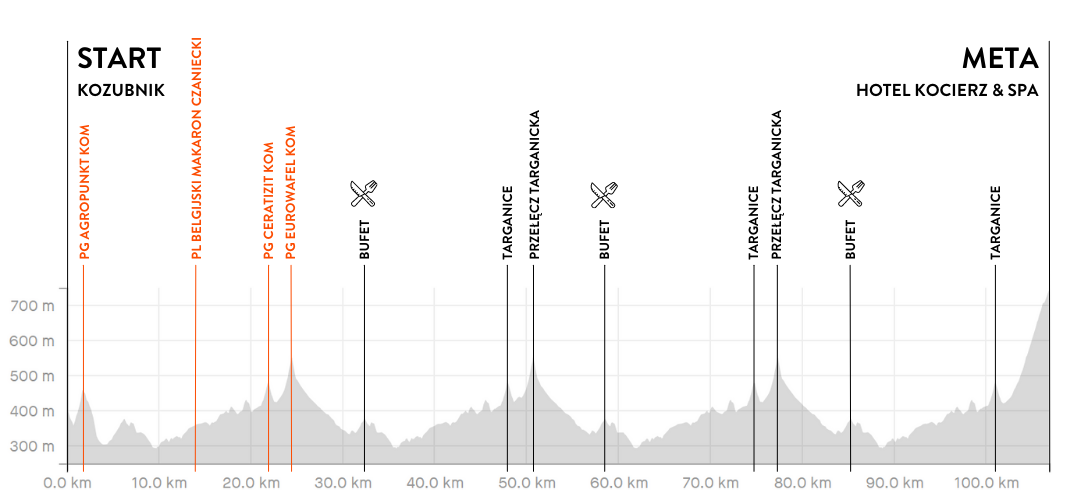 START
KOZUBNIK
META
HOTEL KOCIERZ & SPA
PG AGROPUNKT KOM
PL BELGIJSKI MAKARON CZANIECKI
PG CERATIZIT KOM
PG EUROWAFEL KOM
BUFET
TARGANICE
PRZEŁĘCZ TARGANICKA
BUFET
TARGANICE
PRZEŁĘCZ TARGANICKA
BUFET
TARGANICE
700 m
600 m
500 m
400 m
300 m
0.0 km 10.0 km 20.0 km 30.0 km 40.0 km 50.0 km 60.0 km 70.0 km 80.0 km 90.0 km 100.0 km